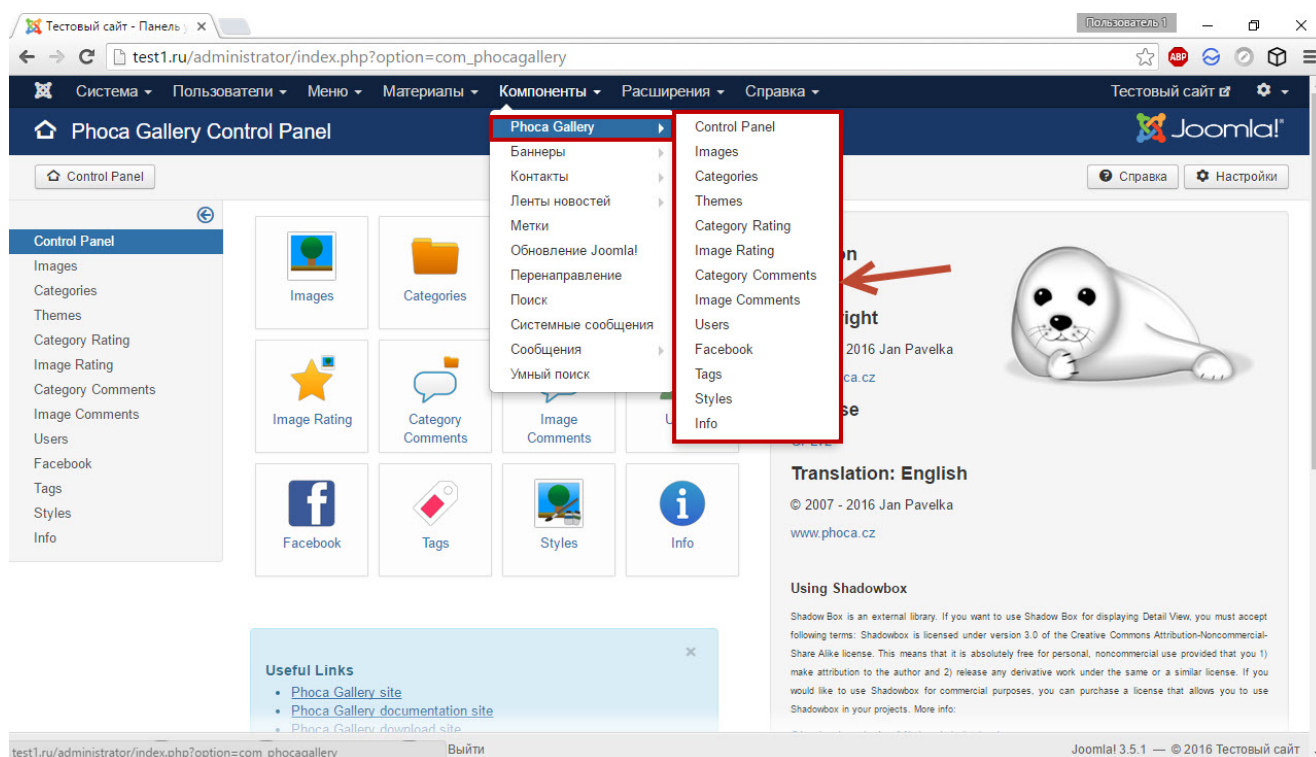 Тестовый сайт - Панель у
Пользователь 1
test1.ru/administrator/index.php?option=com_phocagallery
ABP
Система Пользователи Меню Материалы Компоненты Расширения Справка Тестовый сайт
Phoca Gallery Control Panel
Joomla!
Control Panel
Справка
Настройки
Phoca Gallery
Баннеры
Контакты
Ленты новостей
Метки
Обновление Joomla!
Перенаправление
Поиск
Системные сообщения
Сообщения
Умный поиск
Control Panel
Images
Categories
Themes
Category Rating
Image Rating
Category Comments
Image Comments
Users
Facebook
Tags
Styles
Info
Control Panel
Images
Categories
Themes
Category Rating
Image Rating
Category Comments
Image Comments
Users
Facebook
Tags
Styles
Info
Images
Categories
Image Rating
Category Comments
Image Comments
U
Facebook
Tags
Styles
Info
on
ight
2016 Jan Pavelka
ca.cz
se
Translation: English
© 2007 - 2016 Jan Pavelka
www.phoca.cz
Using Shadowbox
Shadow Box is an external library. If you want to use Shadow Box for displaying Detail View, you must accept
following terms: Shadowbox is licensed under version 3.0 of the Creative Commons Attribution-Noncommercial-
Share Alike license. This means that it is absolutely free for personal, noncommercial use provided that you 1)
make attribution to the author and 2) release any derivative work under the same or a similar license. If you
would like to use Shadowbox for commercial purposes, you can purchase a license that allows you to use
Shadowbox in your projects. More info:
Useful Links
Phoca Gallery site
Phoca Gallery documentation site
Phoca Gallery download site
test1.ru/administrator/index.php?option=com_phocagallery
Выйти
Joomla! 3.5.1 — © 2016 Тестовый сайт